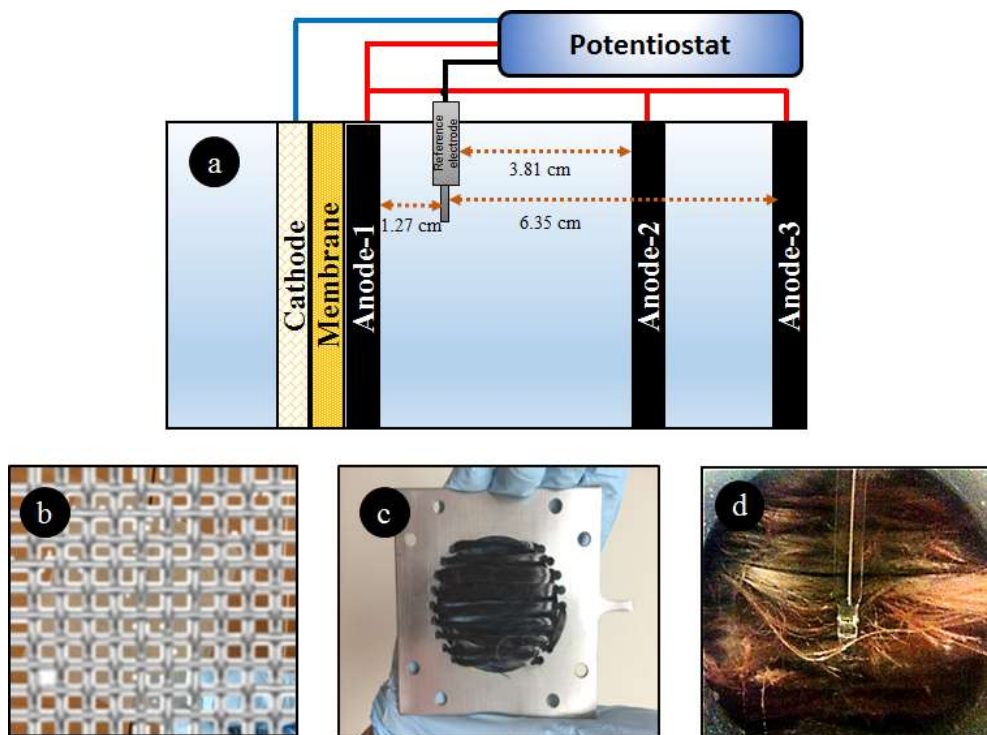 Potentiostat
a
Reference
electrode
3.81 cm
1.27 cm
6.35 cm
Cathode
Membrane
Anode-1
Anode-2
Anode-3
b
c
d